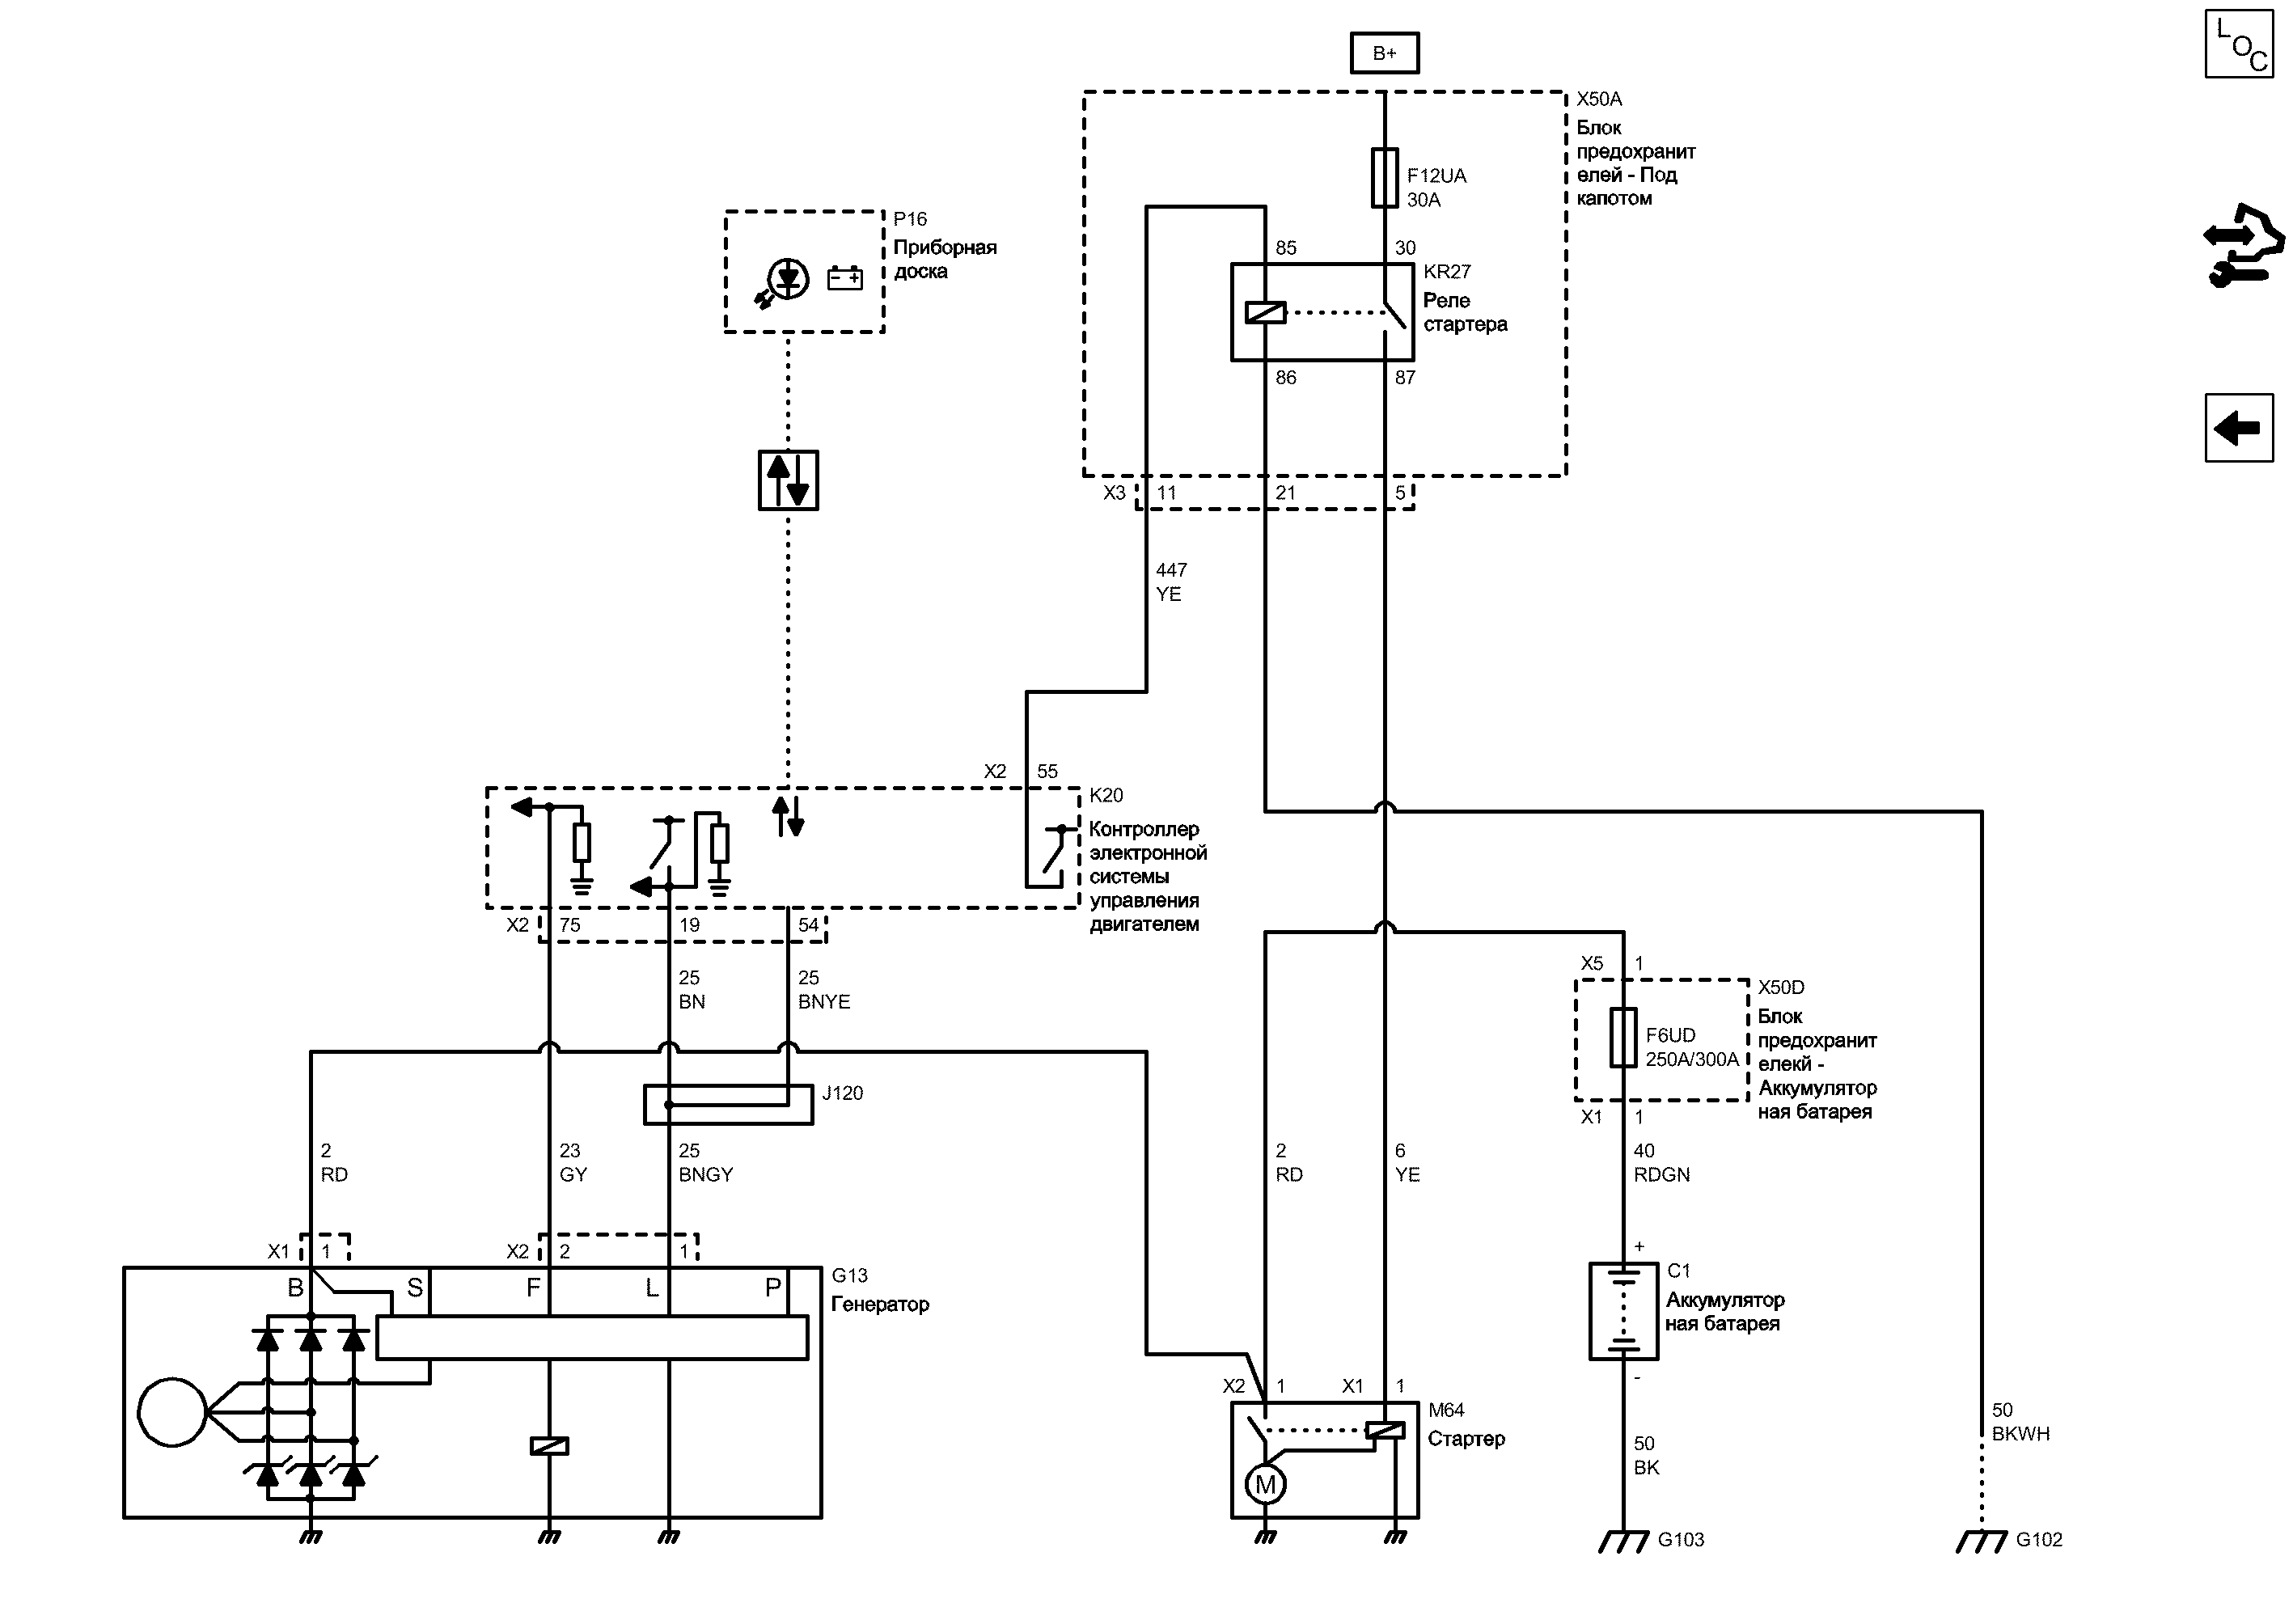 B+
LOC
X50A
Блок
предохранит
елей - Под
капотом
F12UA
30A
P16
Приборная
доска
85
30
KR27
Реле
стартера
86
87
X3
11
21
5
447
YE
X2
55
K20
Контроллер
электронной
системы
управления
двигателем
X2
75
19
54
25
BN
25
BNYE
X5
1
X50D
Блок
предохранит
елекй -
Аккумулятор
ная батарея
F6UD
250A/300A
X1
1
J120
2
RD
23
GY
25
BNGY
2
RD
6
YE
40
RDGN
X1
1
X2
2
1
B
S
F
L
P
G13
Генератор
+
C1
Аккумулятор
ная батарея
-
X2
1
X1
1
M64
Стартер
M
50
BKWH
50
BK
G103
G102